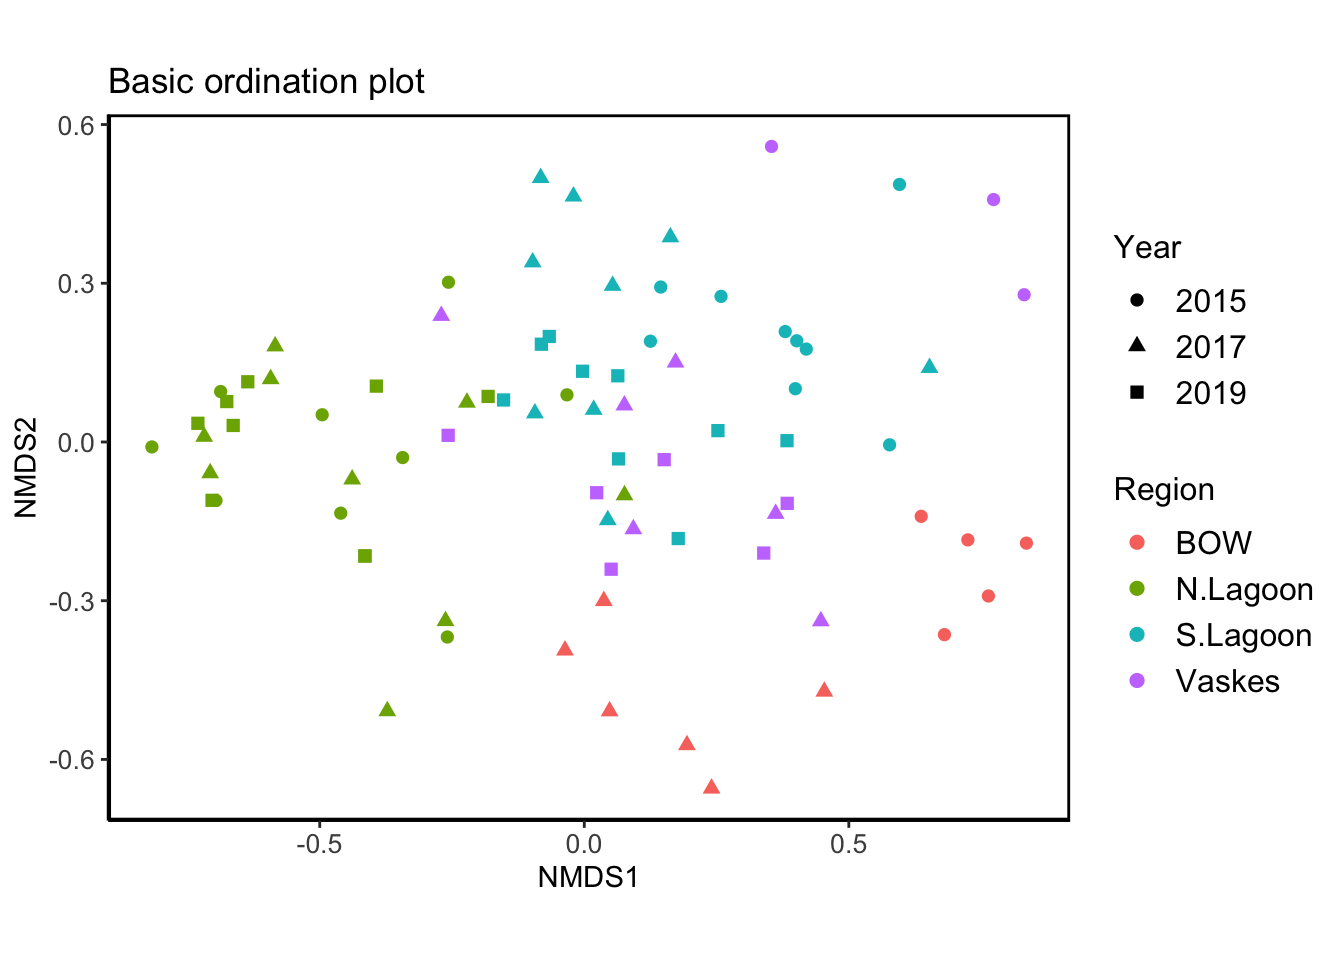 Basic ordination plot
0.6
0.3
0.0
-0.3
-0.6
NMDS2
-0.5
0.0
0.5
NMDS1
Year
2015
2017
2019
Region
BOW
N.Lagoon
S.Lagoon
Vaskes